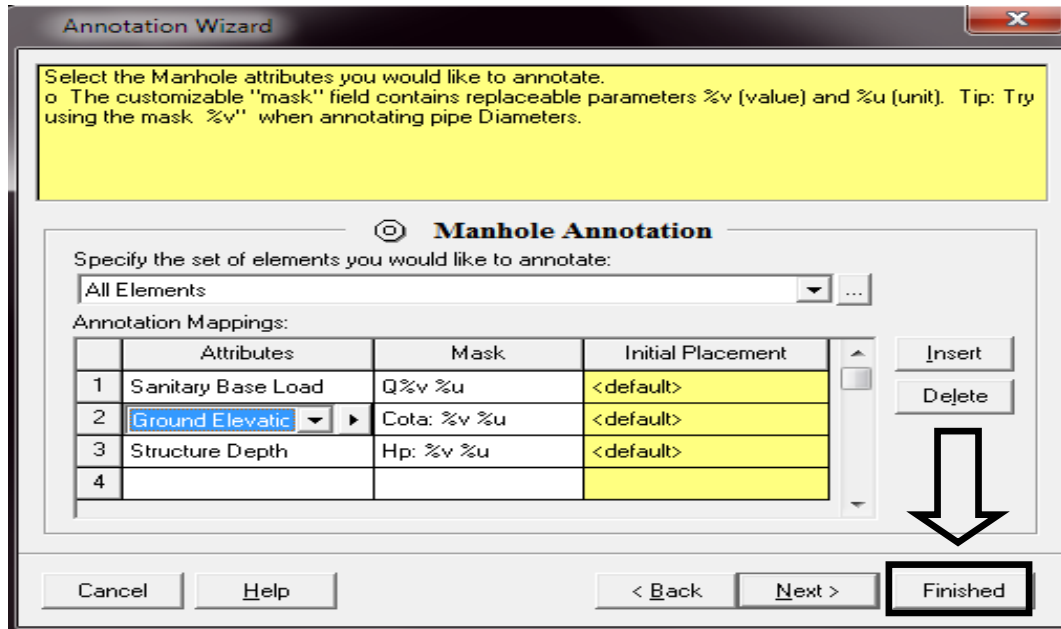 Annotation Wizard
Select the Manhole attributes you would like to annotate.
o The customizable "mask" field contains replaceable parameters %v (value) and %u (unit). Tip: Try
using the mask %v" when annotating pipe Diameters.
Manhole Annotation
Specify the set of elements you would like to annotate:
All Elements
...
Annotation Mappings:
Attributes Mask Initial Placement
1 Sanitary Base Load Q%v %u <default>
2 Ground Elevatic Cota: %v %u <default>
3 Structure Depth Hp: %v %u <default>
4
Insert
Delete
Cancel Help < Back Next > Finished